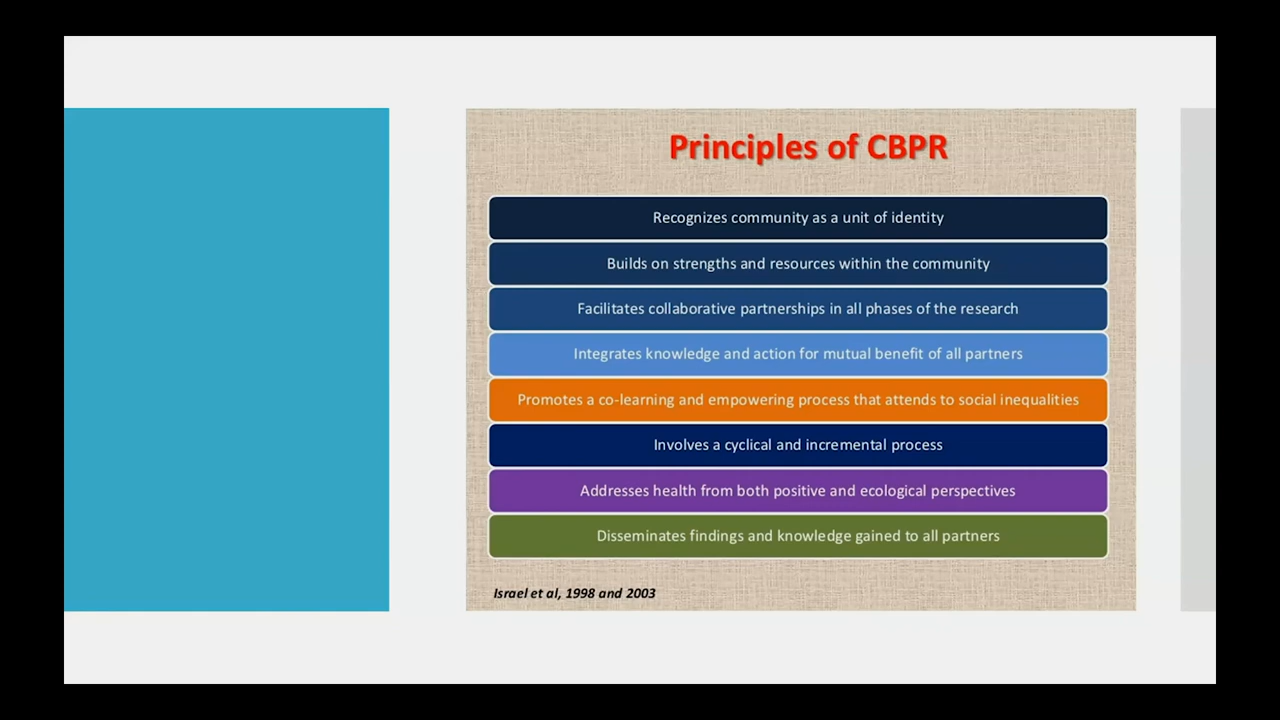 Principles of CBPR
Recognizes community as a unit of identity
Builds on strengths and resources within the community
Facilitates collaborative partnerships in all phases of the research
Integrates knowledge and action for mutual benefit of all partners
Promotes a co-learning and empowering process that attends to social inequalities
Involves a cyclical and incremental process
Addresses health from both positive and ecological perspectives
Disseminates findings and knowledge gained to all partners
Israel et al, 1998 and 2003